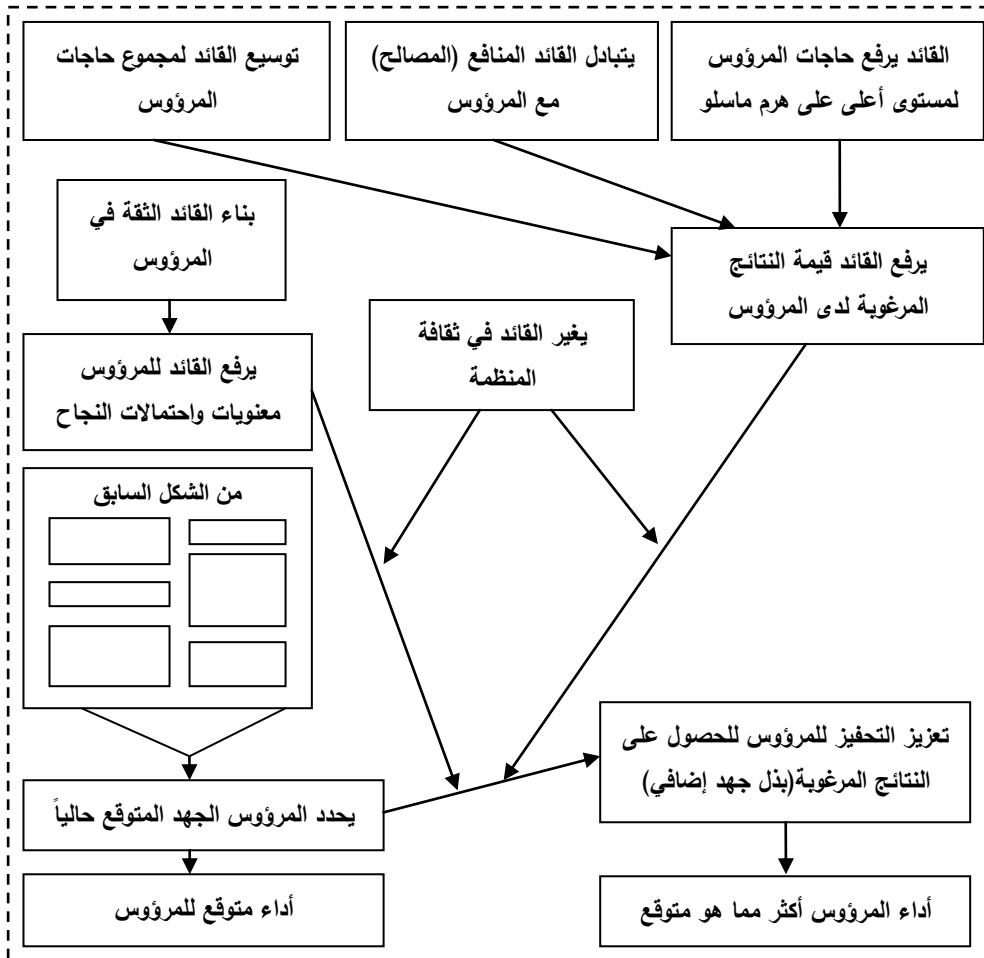 القائد يرفع حاجات المرؤوس
لمستوى أعلى على هرم ماسلو
يتبادل القائد المنافع (المصالح)
مع المرؤوس
توسيع القائد لمجموع حاجات
المرؤوس
بناء القائد الثقة في
المرؤوس
يرفع القائد قيمة النتائج
المرغوبة لدى المرؤوس
يغير القائد في ثقافة
المنظمة
يرفع القائد للمرؤوس
معنويات واحتمالات النجاح
من الشكل السابق
تعزيز التحفيز للمرؤوس للحصول على
النتائج المرغوبة(بذل جهد إضافي)
يحدد المرؤوس الجهد المتوقع حالياً
أداء المرؤوس أكثر مما هو متوقع
أداء متوقع للمرؤوس